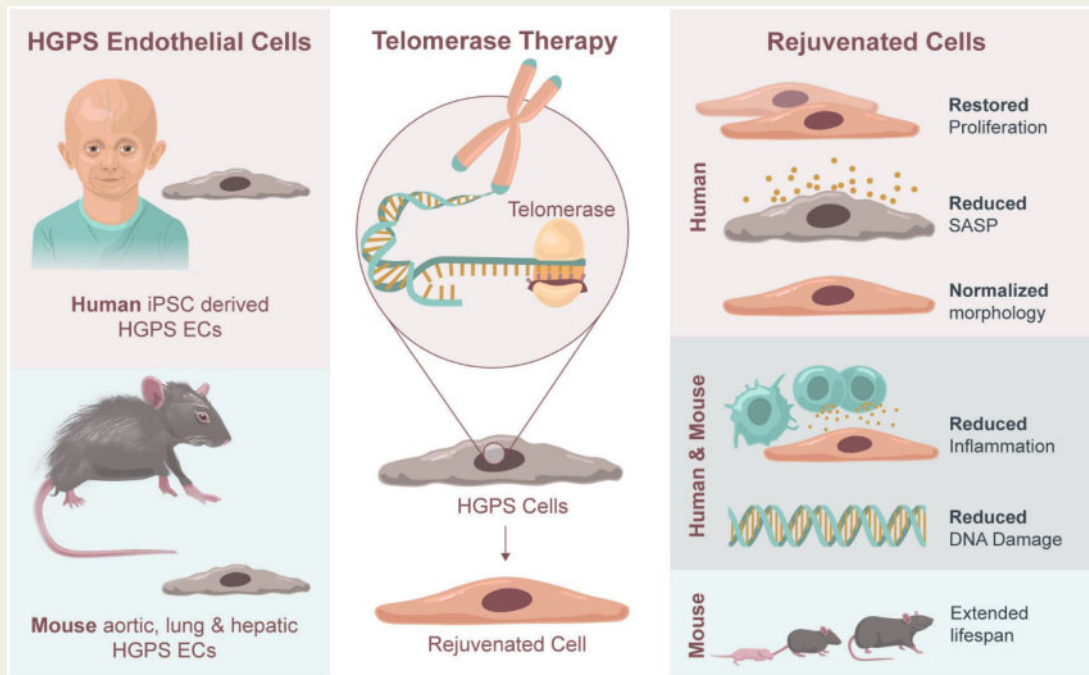 HGPS Endothelial Cells
Human iPSC derived
HGPS ECs
Mouse aortic, lung & hepatic
HGPS ECs
Telomerase Therapy
Telomerase
HGPS Cells
Rejuvenated Cell
Rejuvenated Cells
Human
Restored
Proliferation
Reduced
SASP
Normalized
morphology
Human & Mouse
Reduced
Inflammation
Reduced
DNA Damage
Mouse
Extended
lifespan